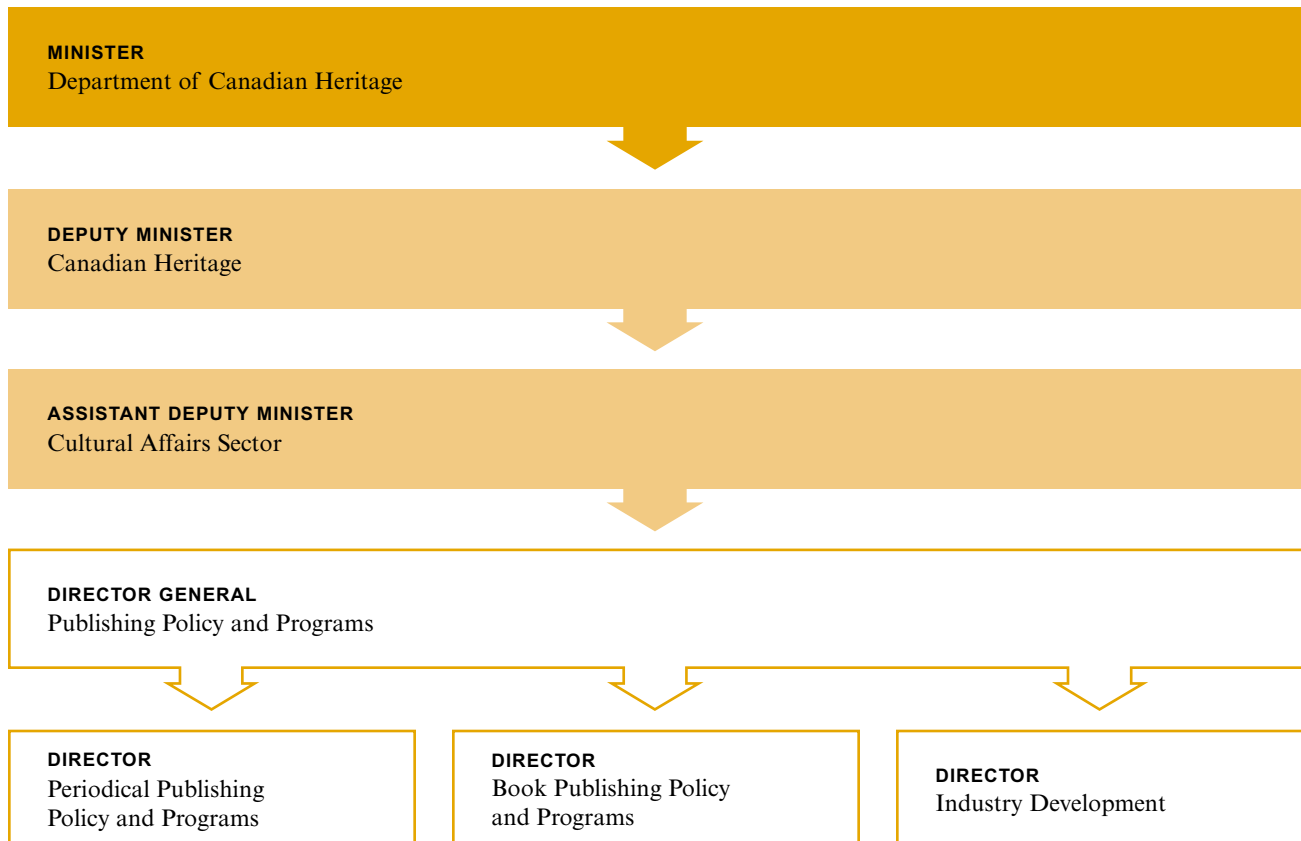 MINISTER
Department of Canadian Heritage
DEPUTY MINISTER
Canadian Heritage
ASSISTANT DEPUTY MINISTER
Cultural Affairs Sector
DIRECTOR GENERAL
Publishing Policy and Programs
DIRECTOR
Periodical Publishing
Policy and Programs
DIRECTOR
Book Publishing Policy
and Programs
DIRECTOR
Industry Development